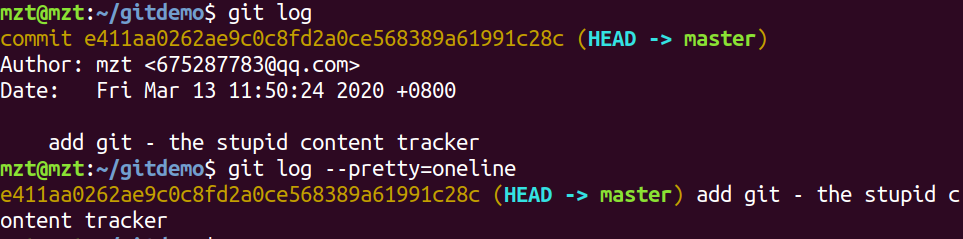 mzt@mzt:~/gitdemo$ git log
commit e411aa0262ae9c0c8fd2a0ce568389a61991c28c (HEAD -> master)
Author: mzt <675287783@qq.com>
Date:   Fri Mar 13 11:50:24 2020 +0800
    add git - the stupid content tracker
mzt@mzt:~/gitdemo$ git log --pretty=oneline
e411aa0262ae9c0c8fd2a0ce568389a61991c28c (HEAD -> master) add git - the stupid c
ontent tracker